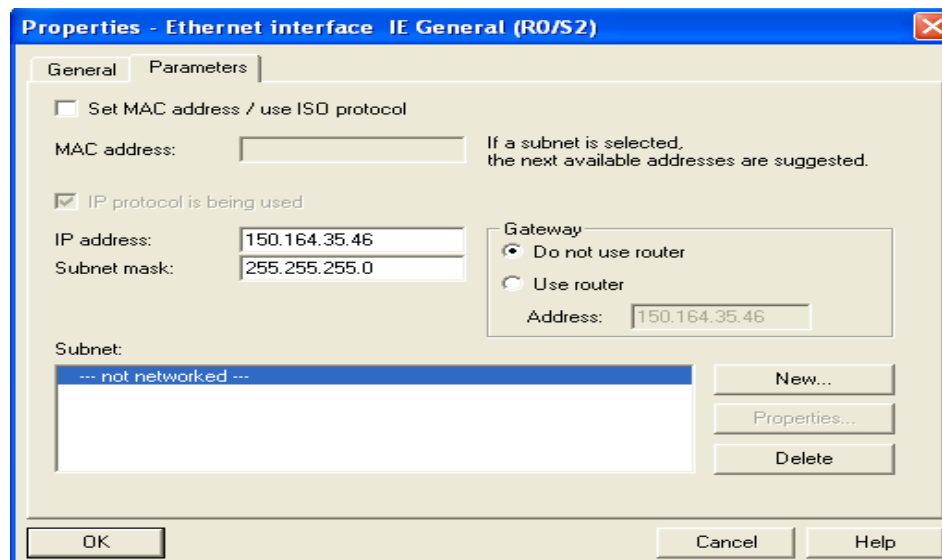 Properties - Ethernet interface IE General (R0/S2)
General Parameters
Set MAC address / use ISO protocol
MAC address:
If a subnet is selected,
the next available addresses are suggested.
IP protocol is being used
IP address: 150.164.35.46
Subnet mask: 255.255.255.0
Gateway
Do not use router
Use router
Address: 150.164.35.46
Subnet:
--- not networked ---
New...
Properties...
Delete
OK Cancel Help